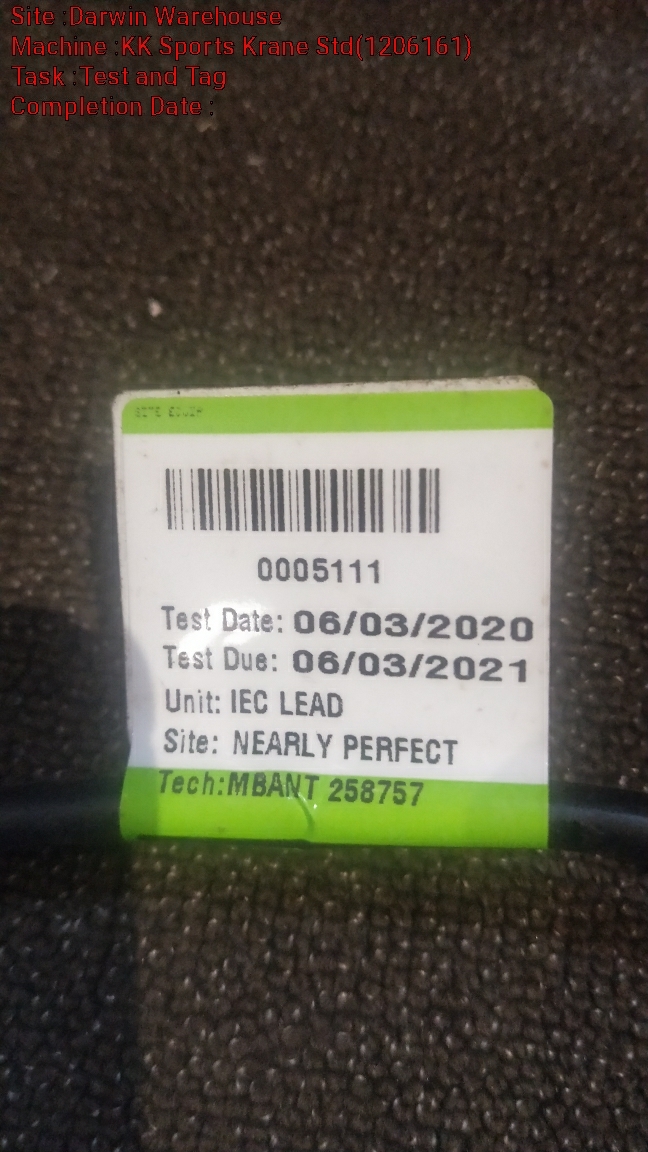 Site :Darwin Warehouse
Machine :KK Sports Krane Std(1206161)
Task :Test and Tag
Completion Date :
0005111
Test Date: 06/03/2020
Test Due: 06/03/2021
Unit: IEC LEAD
Site: NEARLY PERFECT
Tech:MBANT 258757